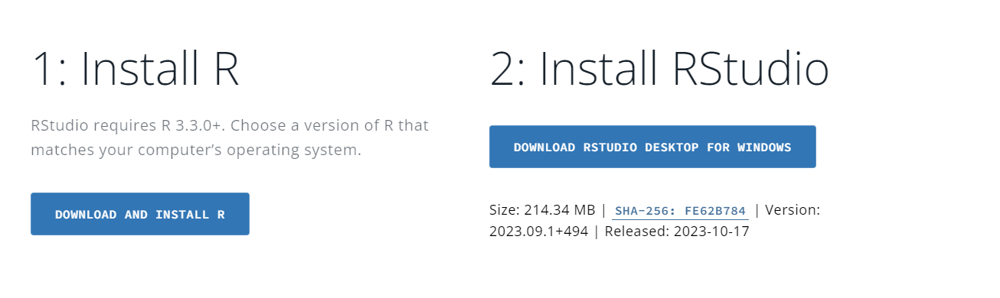 1: Install R
RStudio requires R 3.3.0+. Choose a version of R that
matches your computer’s operating system.
DOWNLOAD AND INSTALL R
2: Install RStudio
DOWNLOAD RSTUDIO DESKTOP FOR WINDOWS
Size: 214.34 MB | SHA-256: FE62B784 | Version:
2023.09.1+494 | Released: 2023-10-17